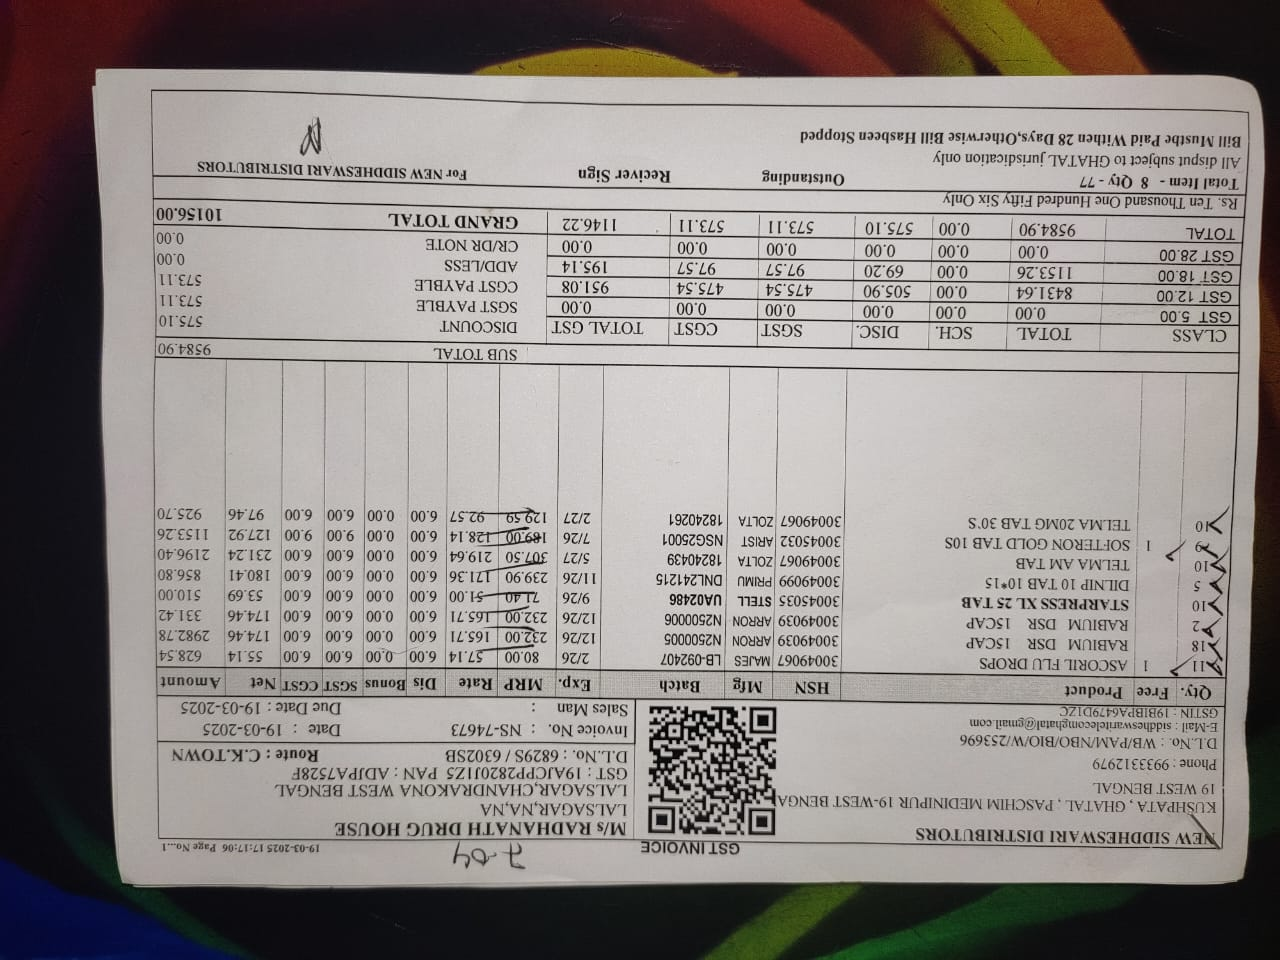 GST INVOICE
19-03-2025 17:17:06 Page No...1
7-04
NEW SIDDHESWARI DISTRIBUTORS
KUSHPATA , GHATAL , PASCHIM MEDINIPUR 19-WEST BENGAL
19 WEST BENGAL
Phone : 9933312979
D.L.No. : WB/PAM/NBO/BIO/W/253696
E-Mail : siddheswaritelecomghatal@gmail.com
GSTIN : 19BIBPA6479D1ZC
M/s RADHANATH DRUG HOUSE
LALSAGAR,NA,NA
LALSAGAR,CHANDRAKONA WEST BENGAL
GST : 19AJCPP2820J1Z5 PAN : ADJPA7528F
D.L.No. : 6829S / 6302SB Route : C.K.TOWN
Invoice No. : NS-74673 Date : 19-03-2025
Sales Man : Due Date : 19-03-2025
Qty. Free Product HSN Mfg Batch Exp. MRP Rate Dis Bonus SGST CGST Net Amount
11 1 ASCORIL FLU DROPS 30049067 MAJES LB-092407 2/26 80.00 57.14 6.00 0.00 6.00 6.00 55.14 628.54
18 RABIUM DSR 15CAP 30049039 ARRON N2500005 12/26 232.00 165.71 6.00 0.00 6.00 6.00 174.46 2982.78
2 RABIUM DSR 15CAP 30049039 ARRON N2500006 12/26 232.00 165.71 6.00 0.00 6.00 6.00 174.46 331.42
10 STARPRESS XL 25 TAB 30045035 STELL UA02486 9/26 71.40 51.00 6.00 0.00 6.00 6.00 53.69 510.00
5 DILNIP 10 TAB 10*15 30049099 PRIMU DNL241215 11/26 239.90 171.36 6.00 0.00 6.00 6.00 180.41 856.80
10 TELMA AM TAB 30049067 ZOLTA 18240439 5/27 307.50 219.64 6.00 0.00 6.00 6.00 231.24 2196.40
9 1 SOFTERON GOLD TAB 10S 30045032 ARIST NSG25001 7/26 189.00 128.14 6.00 0.00 9.00 9.00 127.92 1153.26
10 TELMA 20MG TAB 30'S 30049067 ZOLTA 18240261 2/27 129.59 92.57 6.00 0.00 6.00 6.00 97.46 925.70
SUB TOTAL 9584.90
CLASS TOTAL SCH. DISC. SGST CGST TOTAL GST DISCOUNT 575.10
GST 5.00 0.00 0.00 0.00 0.00 0.00 0.00 SGST PAYBLE 573.11
GST 12.00 8431.64 0.00 505.90 475.54 475.54 951.08 CGST PAYBLE 573.11
GST 18.00 1153.26 0.00 69.20 97.57 97.57 195.14 ADD/LESS 0.00
GST 28.00 0.00 0.00 0.00 0.00 0.00 0.00 CR/DR NOTE 0.00
TOTAL 9584.90 0.00 575.10 573.11 573.11 1146.22 GRAND TOTAL 10156.00
Rs. Ten Thousand One Hundred Fifty Six Only
Total Item - 8 Qty - 77 Outstanding Reciver Sign For NEW SIDDHESWARI DISTRIBUTORS
All disput subject to GHATAL jurisdication only
Bill Mustbe Paid Withen 28 Days,Otherwise Bill Hasbeen Stopped